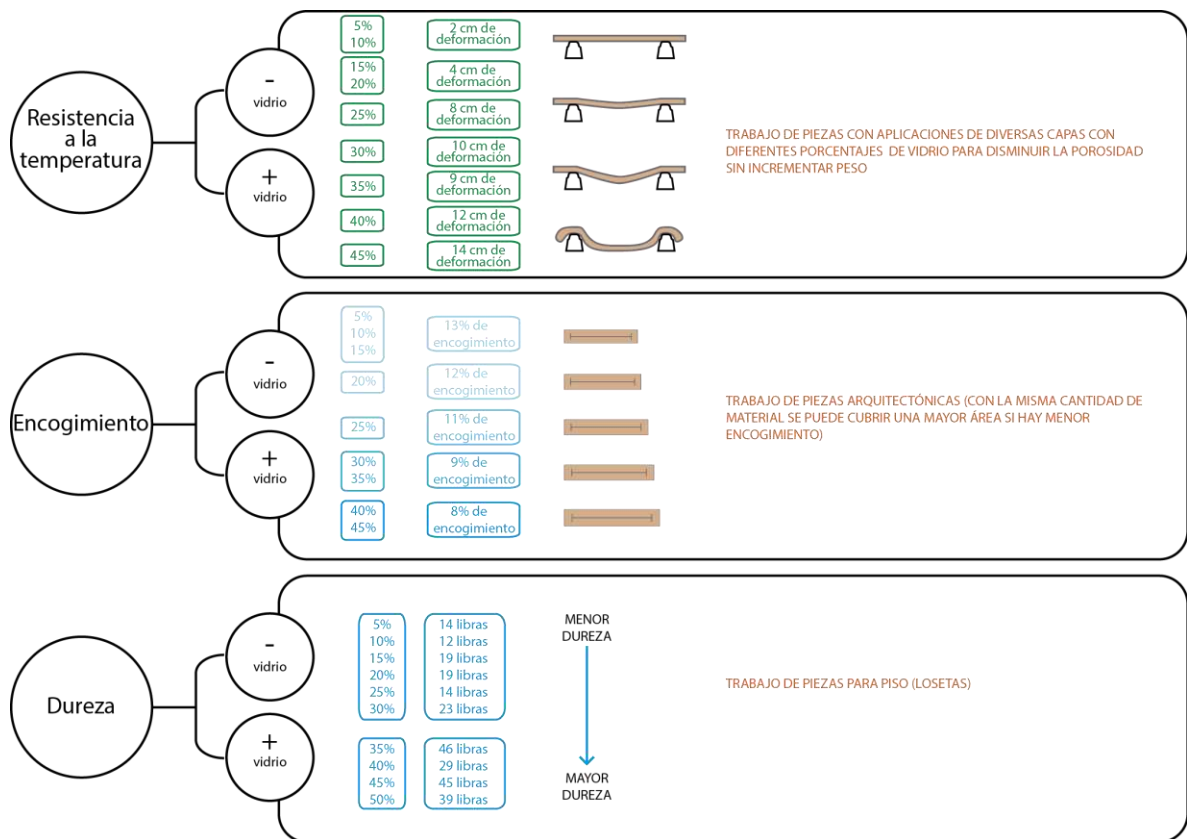 Resistencia
a la
temperatura
-
vidrio
+
vidrio
5%
10%
2 cm de
deformación
15%
20%
4 cm de
deformación
25%
8 cm de
deformación
30%
10 cm de
deformación
35%
9 cm de
deformación
40%
12 cm de
deformación
45%
14 cm de
deformación
TRABAJO DE PIEZAS CON APLICACIONES DE DIVERSAS CAPAS CON
DIFERENTES PORCENTAJES DE VIDRIO PARA DISMINUIR LA POROSIDAD
SIN INCREMENTAR PESO
Encogimiento
-
vidrio
+
vidrio
5%
10%
15%
13% de
encogimiento
20%
12% de
encogimiento
25%
11% de
encogimiento
30%
35%
9% de
encogimiento
40%
45%
8% de
encogimiento
TRABAJO DE PIEZAS ARQUITECTÓNICAS (CON LA MISMA CANTIDAD DE
MATERIAL SE PUEDE CUBRIR UNA MAYOR ÁREA SI HAY MENOR
ENCOGIMIENTO)
Dureza
-
vidrio
+
vidrio
5% 14 libras
10% 12 libras
15% 19 libras
20% 19 libras
25% 14 libras
30% 23 libras
35% 46 libras
40% 29 libras
45% 45 libras
50% 39 libras
MENOR
DUREZA
MAYOR
DUREZA
TRABAJO DE PIEZAS PARA PISO (LOSETAS)